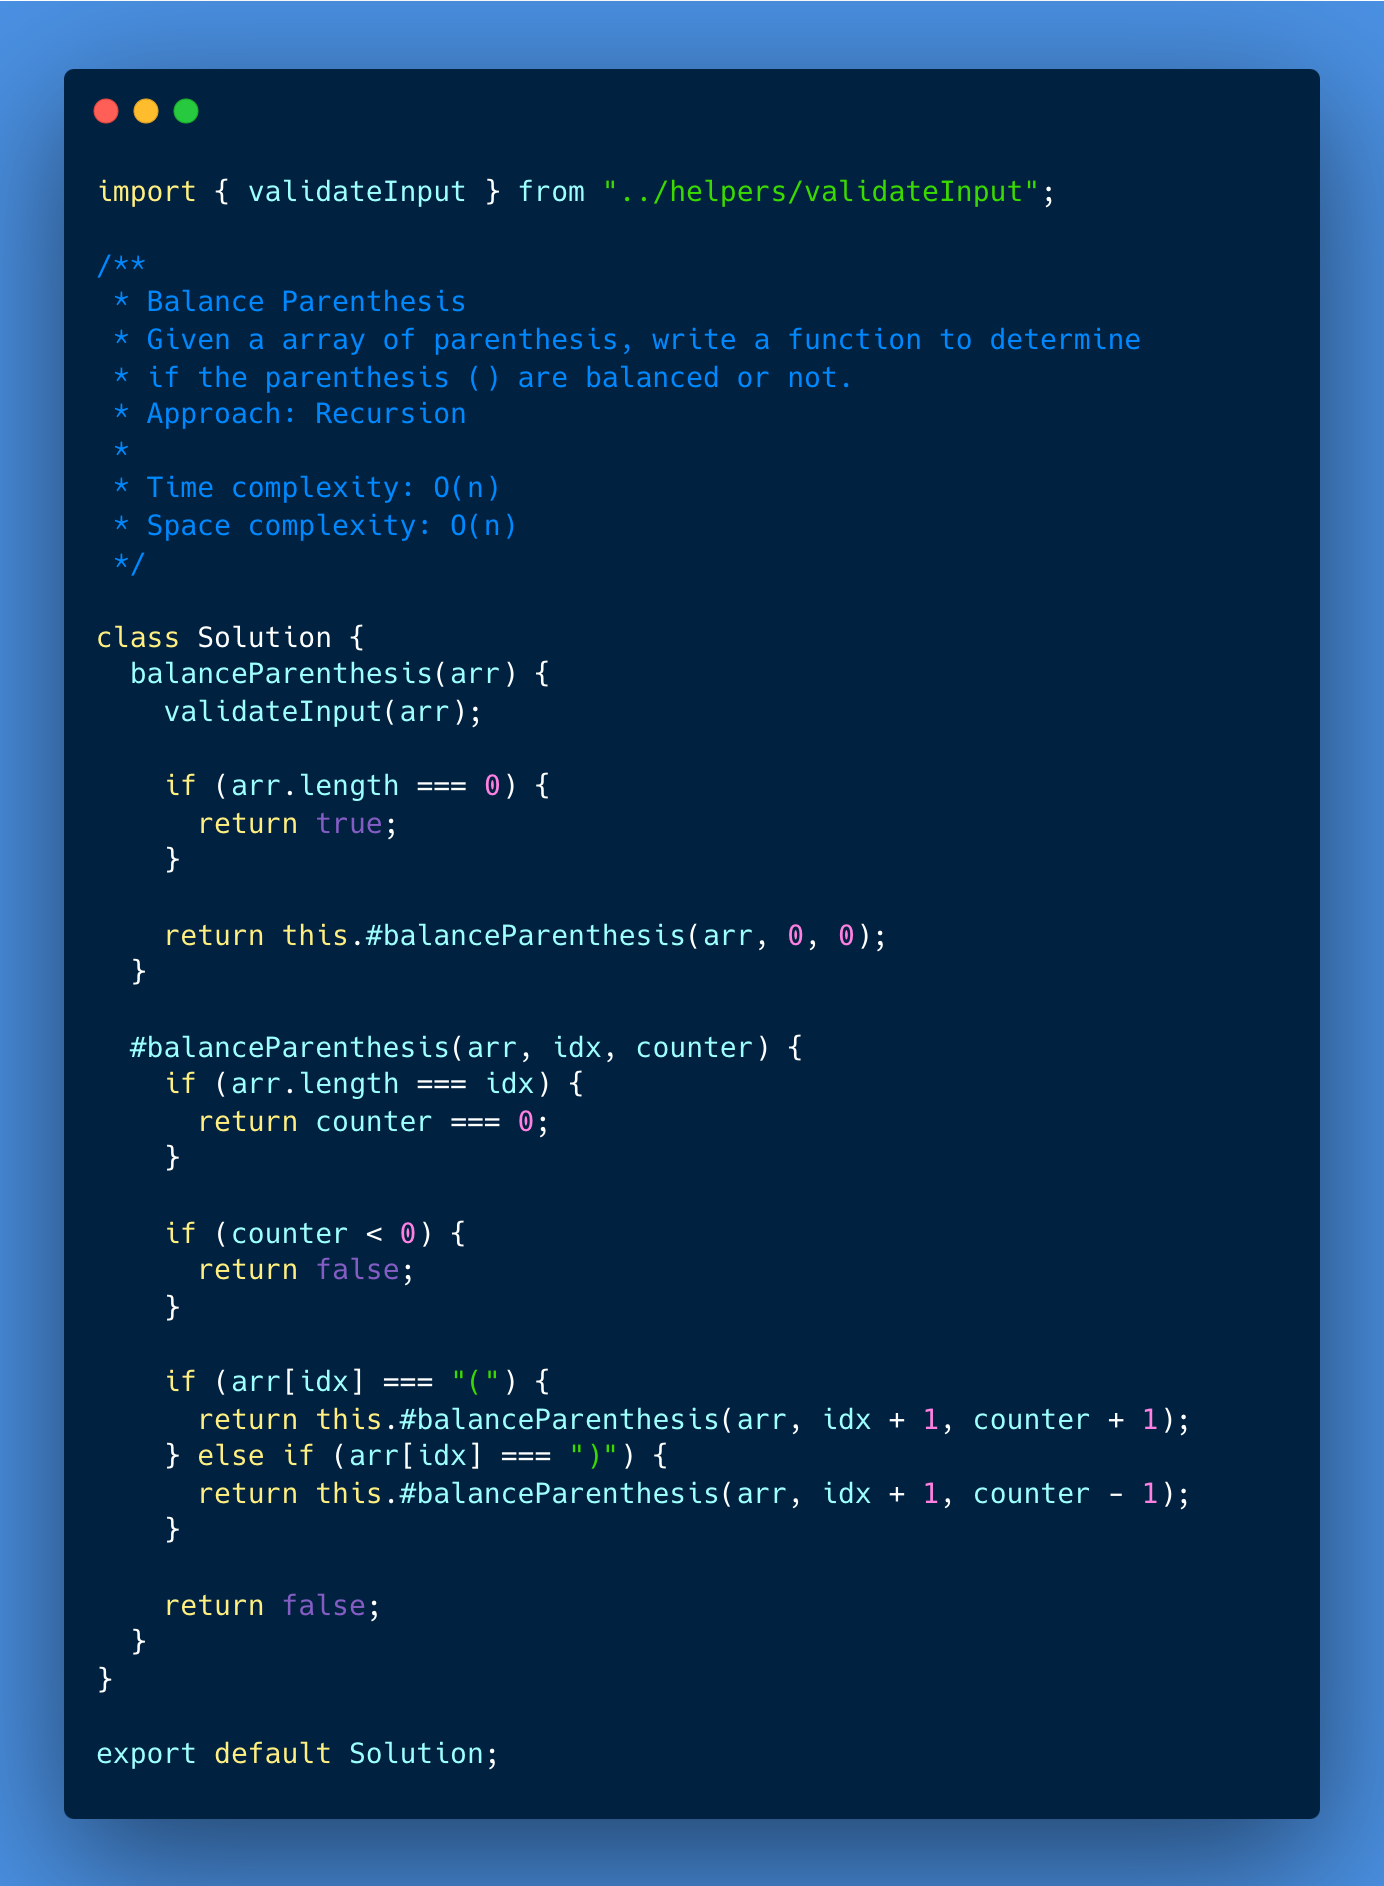 import { validateInput } from "../helpers/validateInput";

/**
 * Balance Parenthesis
 * Given a array of parenthesis, write a function to determine
 * if the parenthesis () are balanced or not.
 * Approach: Recursion
 *
 * Time complexity: O(n)
 * Space complexity: O(n)
 */

class Solution {
  balanceParenthesis(arr) {
    validateInput(arr);

    if (arr.length === 0) {
      return true;
    }

    return this.#balanceParenthesis(arr, 0, 0);
  }

  #balanceParenthesis(arr, idx, counter) {
    if (arr.length === idx) {
      return counter === 0;
    }

    if (counter < 0) {
      return false;
    }

    if (arr[idx] === "(") {
      return this.#balanceParenthesis(arr, idx + 1, counter + 1);
    } else if (arr[idx] === ")") {
      return this.#balanceParenthesis(arr, idx + 1, counter - 1);
    }

    return false;
  }
}

export default Solution;